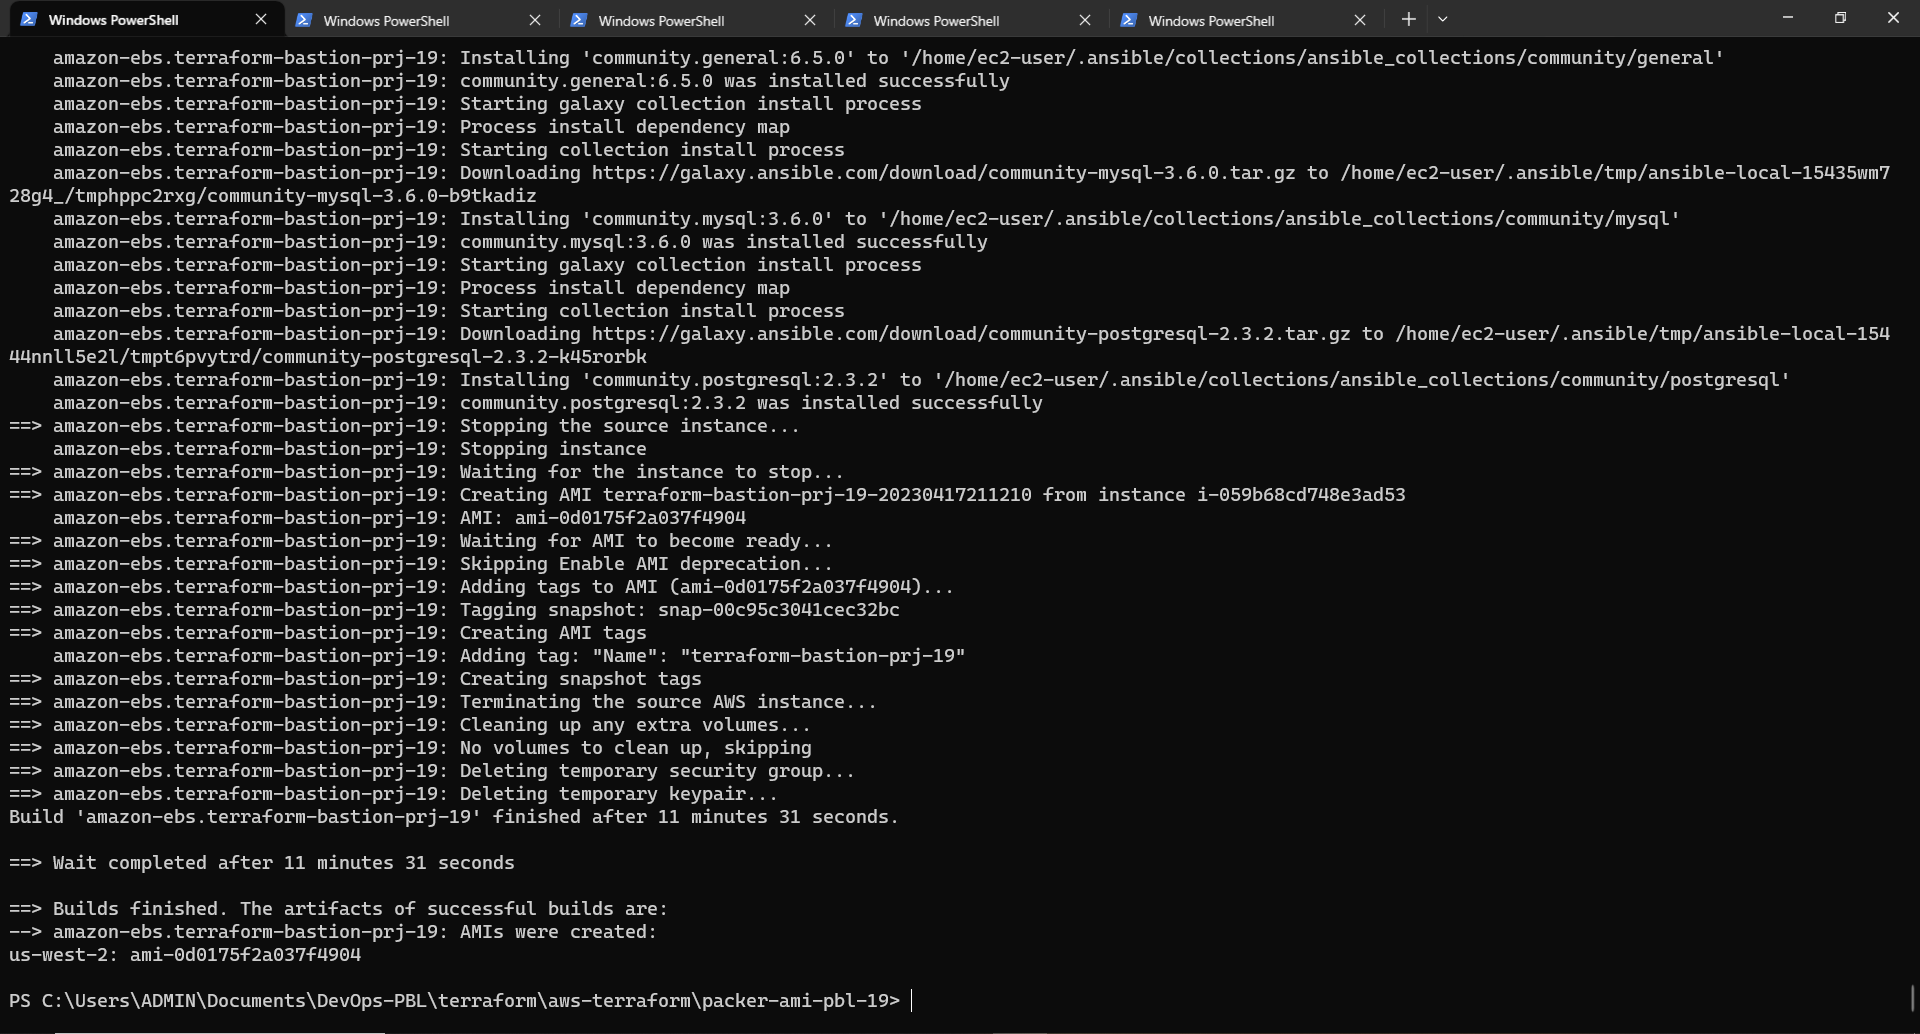 Windows PowerShell
Windows PowerShell
Windows PowerShell
Windows PowerShell
Windows PowerShell
    amazon-ebs.terraform-bastion-prj-19: Installing 'community.general:6.5.0' to '/home/ec2-user/.ansible/collections/ansible_collections/community/general'
    amazon-ebs.terraform-bastion-prj-19: community.general:6.5.0 was installed successfully
    amazon-ebs.terraform-bastion-prj-19: Starting galaxy collection install process
    amazon-ebs.terraform-bastion-prj-19: Process install dependency map
    amazon-ebs.terraform-bastion-prj-19: Starting collection install process
    amazon-ebs.terraform-bastion-prj-19: Downloading https://galaxy.ansible.com/download/community-mysql-3.6.0.tar.gz to /home/ec2-user/.ansible/tmp/ansible-local-15435wm7
28g4_/tmphppc2rxg/community-mysql-3.6.0-b9tkadiz
    amazon-ebs.terraform-bastion-prj-19: Installing 'community.mysql:3.6.0' to '/home/ec2-user/.ansible/collections/ansible_collections/community/mysql'
    amazon-ebs.terraform-bastion-prj-19: community.mysql:3.6.0 was installed successfully
    amazon-ebs.terraform-bastion-prj-19: Starting galaxy collection install process
    amazon-ebs.terraform-bastion-prj-19: Process install dependency map
    amazon-ebs.terraform-bastion-prj-19: Starting collection install process
    amazon-ebs.terraform-bastion-prj-19: Downloading https://galaxy.ansible.com/download/community-postgresql-2.3.2.tar.gz to /home/ec2-user/.ansible/tmp/ansible-local-154
44nnll5e2l/tmpt6pvytrd/community-postgresql-2.3.2-k45rorbk
    amazon-ebs.terraform-bastion-prj-19: Installing 'community.postgresql:2.3.2' to '/home/ec2-user/.ansible/collections/ansible_collections/community/postgresql'
    amazon-ebs.terraform-bastion-prj-19: community.postgresql:2.3.2 was installed successfully
==> amazon-ebs.terraform-bastion-prj-19: Stopping the source instance...
    amazon-ebs.terraform-bastion-prj-19: Stopping instance
==> amazon-ebs.terraform-bastion-prj-19: Waiting for the instance to stop...
==> amazon-ebs.terraform-bastion-prj-19: Creating AMI terraform-bastion-prj-19-20230417211210 from instance i-059b68cd748e3ad53
    amazon-ebs.terraform-bastion-prj-19: AMI: ami-0d0175f2a037f4904
==> amazon-ebs.terraform-bastion-prj-19: Waiting for AMI to become ready...
==> amazon-ebs.terraform-bastion-prj-19: Skipping Enable AMI deprecation...
==> amazon-ebs.terraform-bastion-prj-19: Adding tags to AMI (ami-0d0175f2a037f4904)...
==> amazon-ebs.terraform-bastion-prj-19: Tagging snapshot: snap-00c95c3041cec32bc
==> amazon-ebs.terraform-bastion-prj-19: Creating AMI tags
    amazon-ebs.terraform-bastion-prj-19: Adding tag: "Name": "terraform-bastion-prj-19"
==> amazon-ebs.terraform-bastion-prj-19: Creating snapshot tags
==> amazon-ebs.terraform-bastion-prj-19: Terminating the source AWS instance...
==> amazon-ebs.terraform-bastion-prj-19: Cleaning up any extra volumes...
==> amazon-ebs.terraform-bastion-prj-19: No volumes to clean up, skipping
==> amazon-ebs.terraform-bastion-prj-19: Deleting temporary security group...
==> amazon-ebs.terraform-bastion-prj-19: Deleting temporary keypair...
Build 'amazon-ebs.terraform-bastion-prj-19' finished after 11 minutes 31 seconds.
==> Wait completed after 11 minutes 31 seconds
==> Builds finished. The artifacts of successful builds are:
--> amazon-ebs.terraform-bastion-prj-19: AMIs were created:
us-west-2: ami-0d0175f2a037f4904
PS C:\Users\ADMIN\Documents\DevOps-PBL\terraform\aws-terraform\packer-ami-pbl-19>